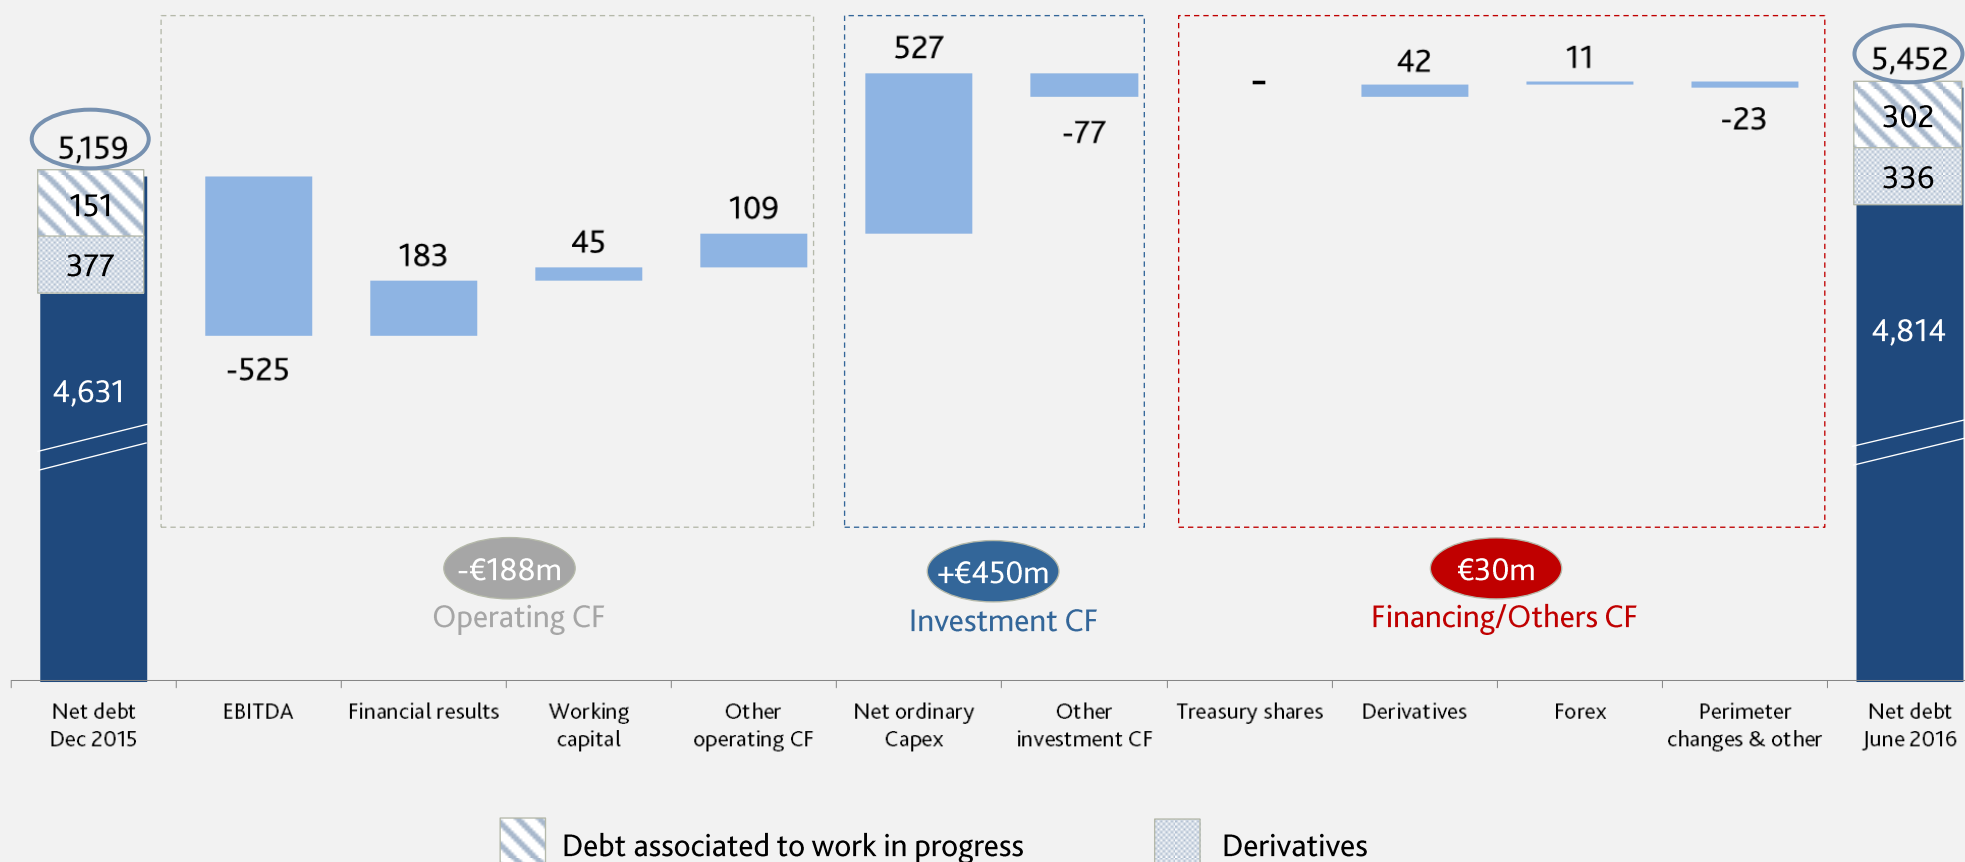 5,159
151
377
4,631
-525
183
45
109
527
-77
-
42
11
-23
5,452
302
336
4,814
-€188m
Operating CF
+€450m
Investment CF
€30m
Financing/Others CF
Net debt
Dec 2015
EBITDA
Financial results
Working
capital
Other
operating CF
Net ordinary
Capex
Other
investment CF
Treasury shares
Derivatives
Forex
Perimeter
changes & other
Net debt
June 2016
Debt associated to work in progress
Derivatives